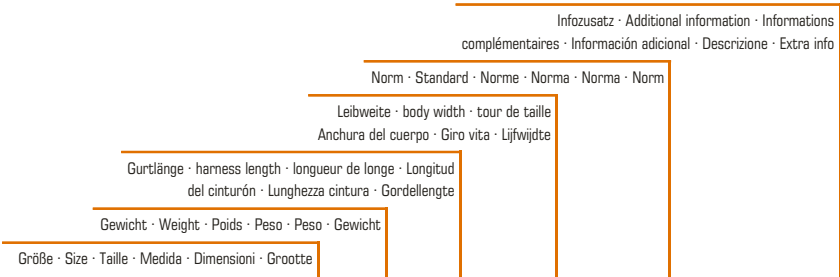 Infozusatz · Additional information · Informations
complémentaires · Información adicional · Descrizione · Extra info
Norm · Standard · Norme · Norma · Norma · Norm
Leibweite · body width · tour de taille
Anchura del cuerpo · Giro vita · Lijfwijdte
Gurtlänge · harness length · longueur de longe · Longitud
del cinturón · Lunghezza cintura · Gordellengte
Gewicht · Weight · Poids · Peso · Peso · Gewicht
Größe · Size · Taille · Medida · Dimensioni · Grootte